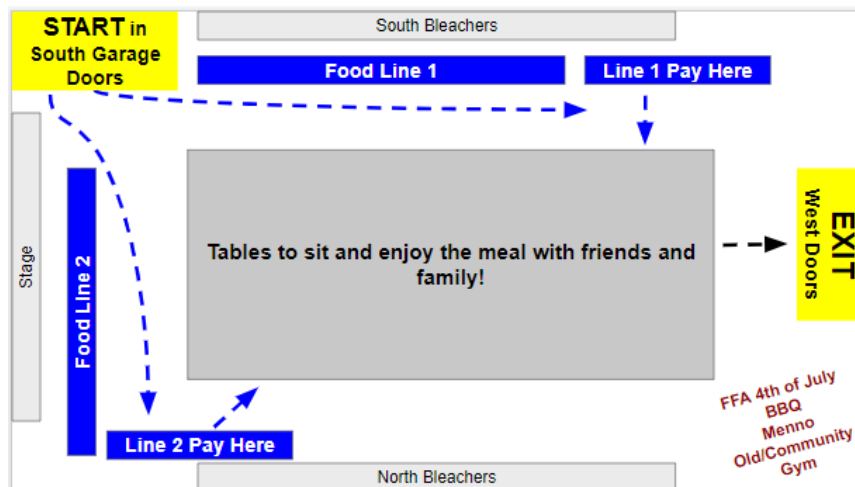 START in
South Garage
Doors
South Bleachers
Food Line 1
Line 1 Pay Here
Stage
Food Line 2
Tables to sit and enjoy the meal with friends and
family!
EXIT
West Doors
Line 2 Pay Here
North Bleachers
FFA 4th of July
BBQ
Menno
Old/Community
Gym